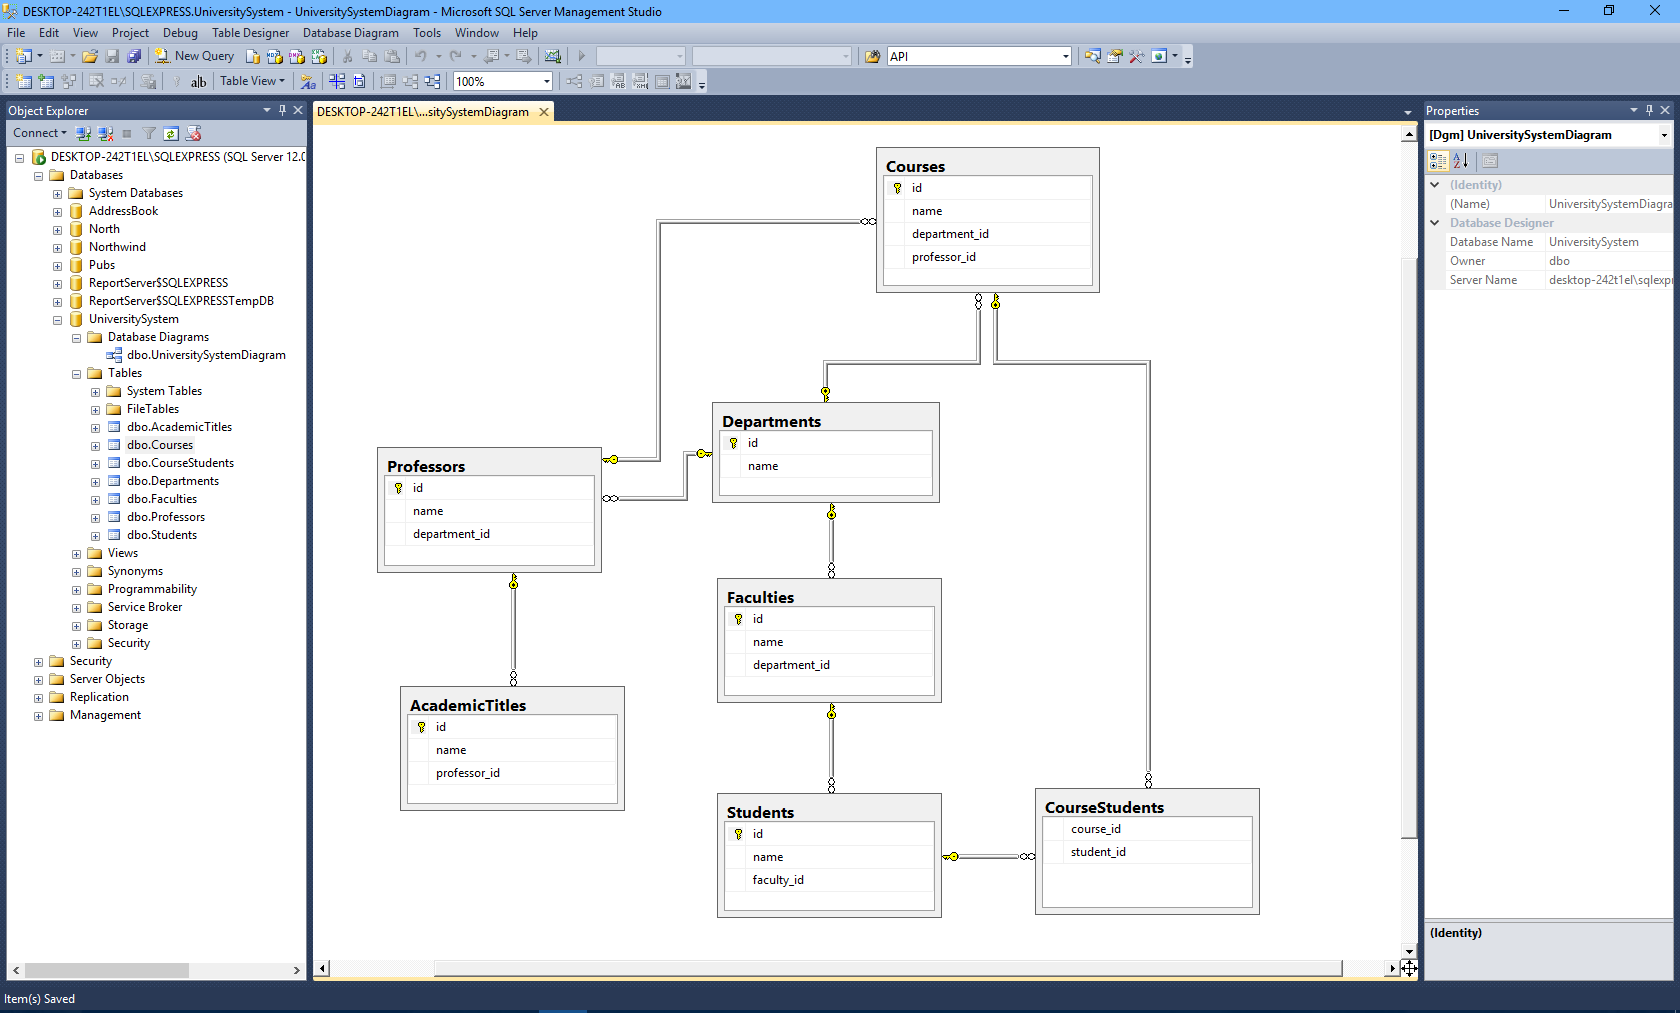 DESKTOP-242T1EL\SQLEXPRESS.UniversitySystem - UniversitySystemDiagram - Microsoft SQL Server Management Studio
File Edit View Project Debug Table Designer Database Diagram Tools Window Help
New Query API
ab| Table View 100%
Object Explorer
Connect
DESKTOP-242T1EL\SQLEXPRESS (SQL Server 12.0
Databases
System Databases
AddressBook
North
Northwind
Pubs
ReportServer$SQLEXPRESS
ReportServer$SQLEXPRESSTempDB
UniversitySystem
Database Diagrams
dbo.UniversitySystemDiagram
Tables
System Tables
FileTables
dbo.AcademicTitles
dbo.Courses
dbo.CourseStudents
dbo.Departments
dbo.Faculties
dbo.Professors
dbo.Students
Views
Synonyms
Programmability
Service Broker
Storage
Security
Security
Server Objects
Replication
Management
DESKTOP-242T1EL\...sitySystemDiagram
Courses
id
name
department_id
professor_id
Departments
id
name
Professors
id
name
department_id
Faculties
id
name
department_id
AcademicTitles
id
name
professor_id
Students
id
name
faculty_id
CourseStudents
course_id
student_id
Properties
[Dgm] UniversitySystemDiagram
(Identity)
(Name) UniversitySystemDiagra
Database Designer
Database Name UniversitySystem
Owner dbo
Server Name desktop-242t1el\sqlexpr
(Identity)
Item(s) Saved